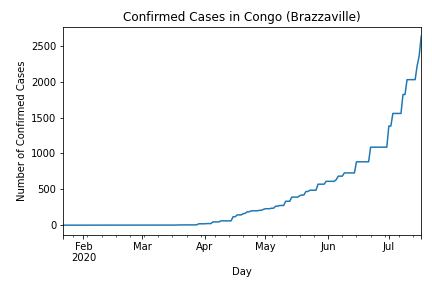 Confirmed Cases in Congo (Brazzaville)
Number of Confirmed Cases
2500
2000
1500
1000
500
0
Feb Mar Apr May Jun Jul
2020
Day